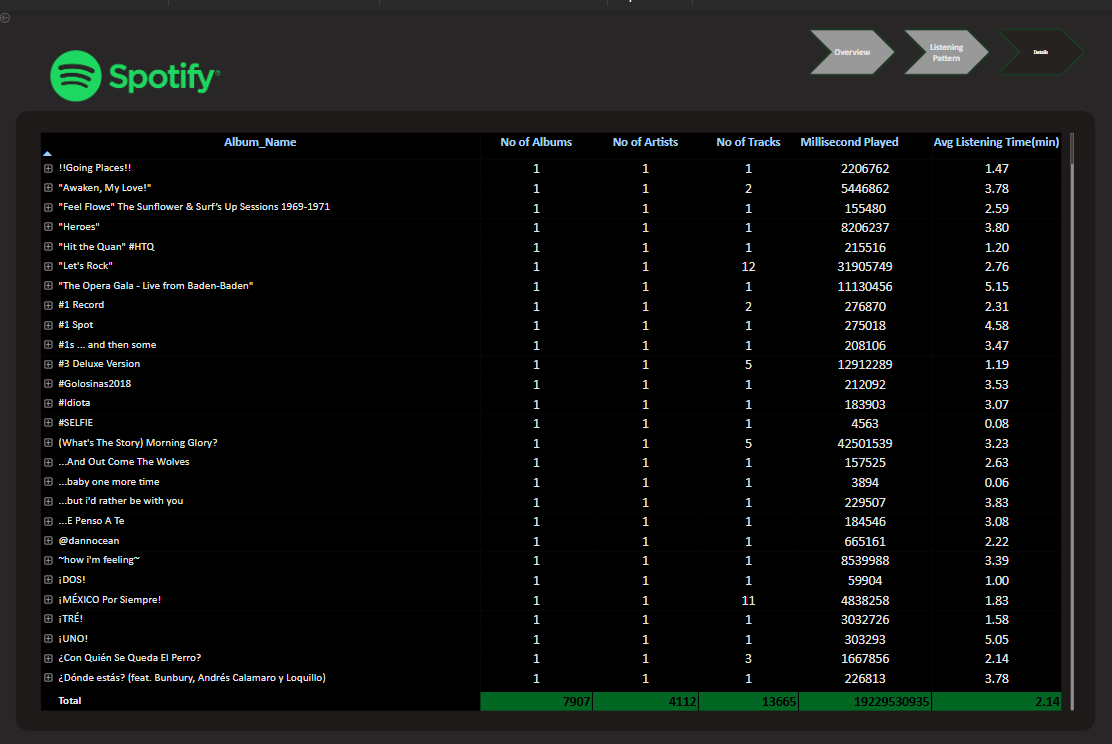 Overview
Listening
Pattern
Details
Spotify®
Album_Name No of Albums No of Artists No of Tracks Millisecond Played Avg Listening Time(min)
!!Going Places!! 1 1 1 2206762 1.47
"Awaken, My Love!" 1 1 2 5446862 3.78
"Feel Flows" The Sunflower & Surf's Up Sessions 1969-1971 1 1 1 155480 2.59
"Heroes" 1 1 1 8206237 3.80
"Hit the Quan" #HTQ 1 1 1 215516 1.20
"Let's Rock" 1 1 12 31905749 2.76
"The Opera Gala - Live from Baden-Baden" 1 1 1 11130456 5.15
#1 Record 1 1 2 276870 2.31
#1 Spot 1 1 1 275018 4.58
#1s ... and then some 1 1 1 208106 3.47
#3 Deluxe Version 1 1 5 12912289 1.19
#Golosinas2018 1 1 1 212092 3.53
#Idiota 1 1 1 183903 3.07
#SELFIE 1 1 1 4563 0.08
(What's The Story) Morning Glory? 1 1 5 42501539 3.23
...And Out Come The Wolves 1 1 1 157525 2.63
...baby one more time 1 1 1 3894 0.06
...but i'd rather be with you 1 1 1 229507 3.83
...E Penso A Te 1 1 1 184546 3.08
@dannocean 1 1 1 665161 2.22
~how i'm feeling~ 1 1 1 8539988 3.39
¡DOS! 1 1 1 59904 1.00
¡MÉXICO Por Siempre! 1 1 11 4838258 1.83
¡TRÉ! 1 1 1 3032726 1.58
¡UNO! 1 1 1 303293 5.05
¿Con Quién Se Queda El Perro? 1 1 3 1667856 2.14
¿Dónde estás? (feat. Bunbury, Andrés Calamaro y Loquillo) 1 1 1 226813 3.78
Total 7907 4112 13665 19229530935 2.14